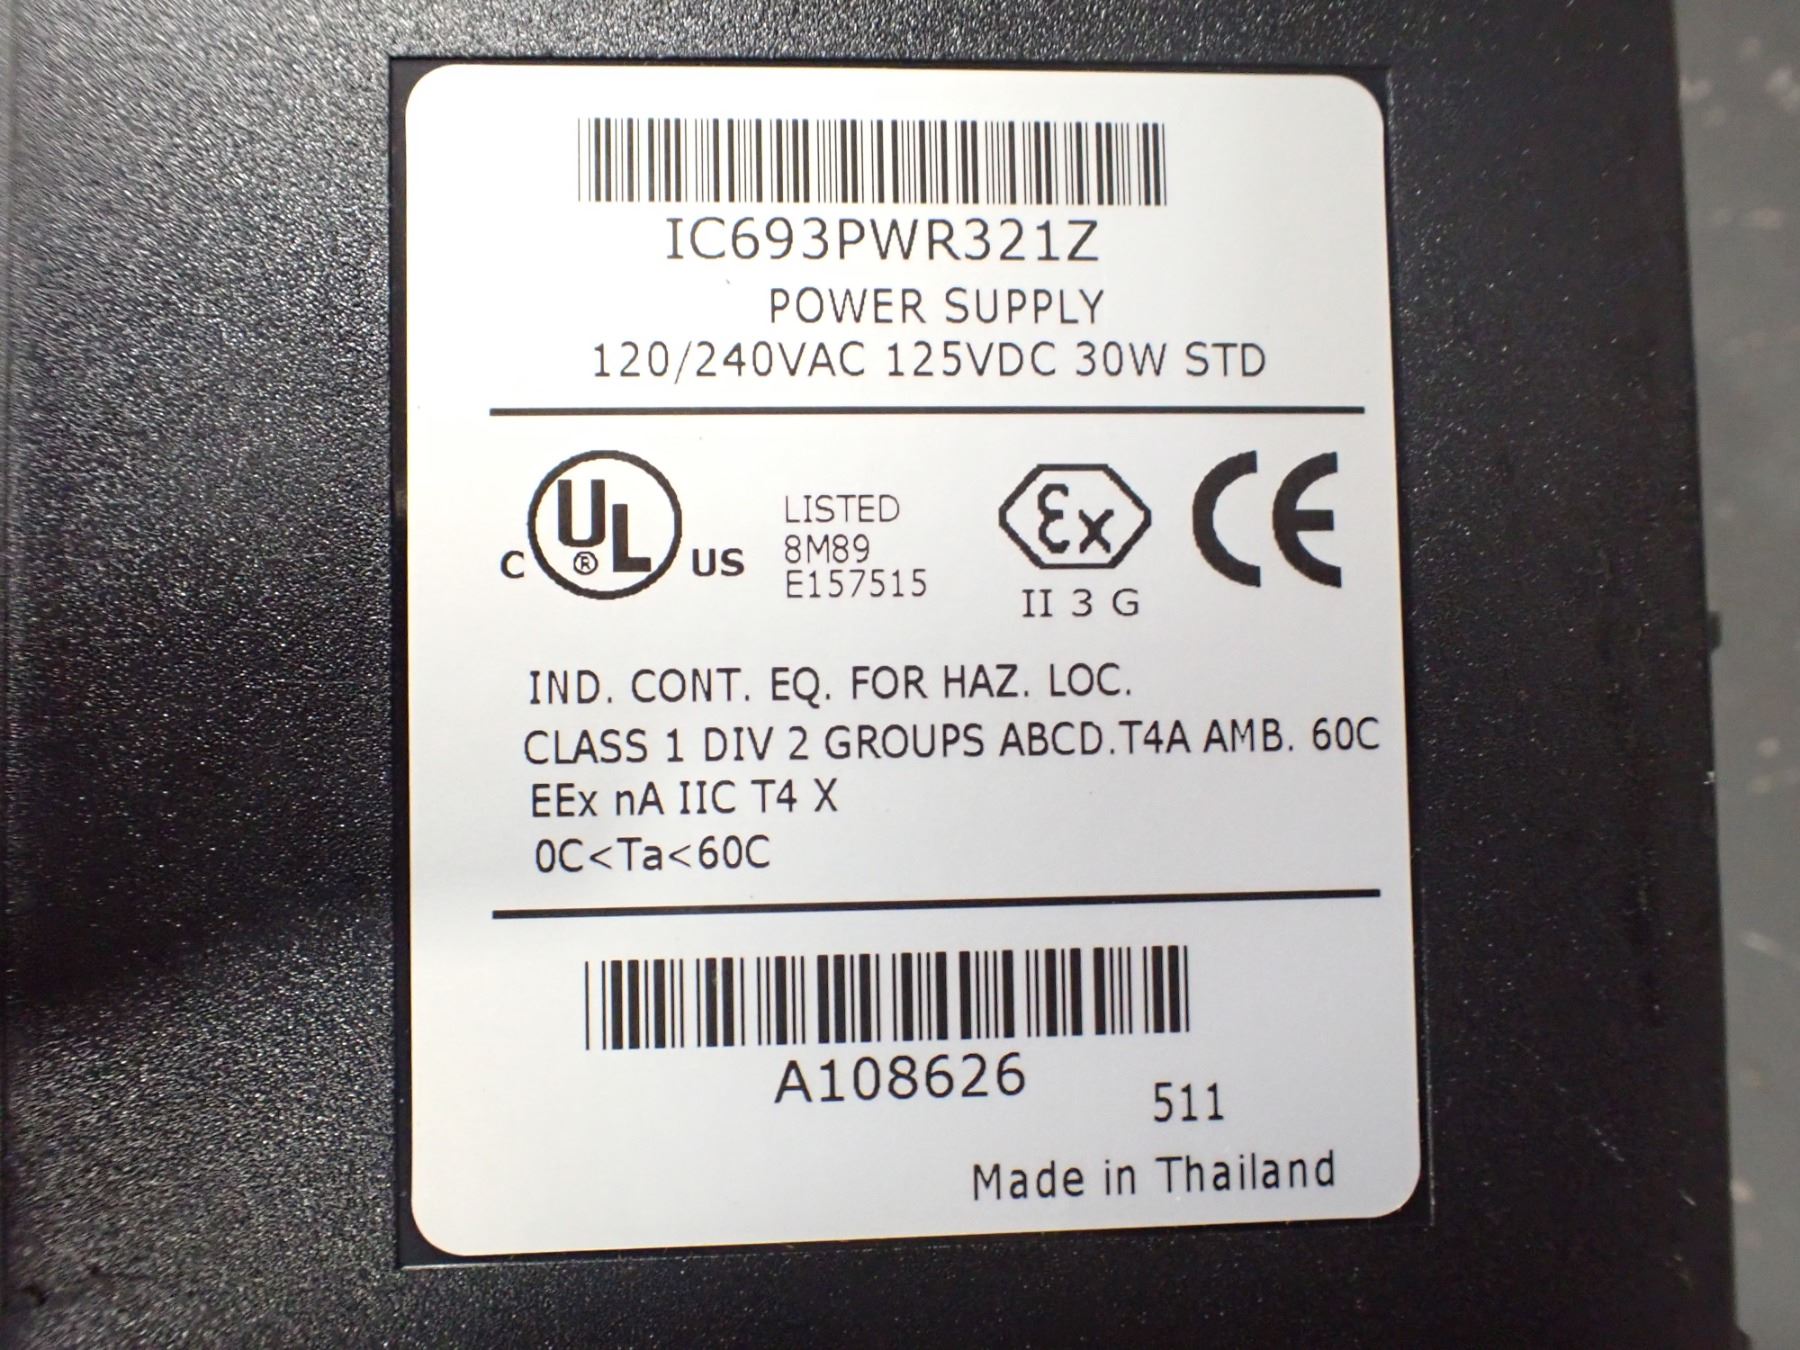 IC693PWR321Z
POWER SUPPLY
120/240VAC 125VDC 30W STD
C UL ® US
LISTED
8M89
E157515
Ex
II 3 G
CE
IND. CONT. EQ. FOR HAZ. LOC.
CLASS 1 DIV 2 GROUPS ABCD.T4A AMB. 60C
EEx nA IIC T4 X
0C<Ta<60C
A108626
511
Made in Thailand